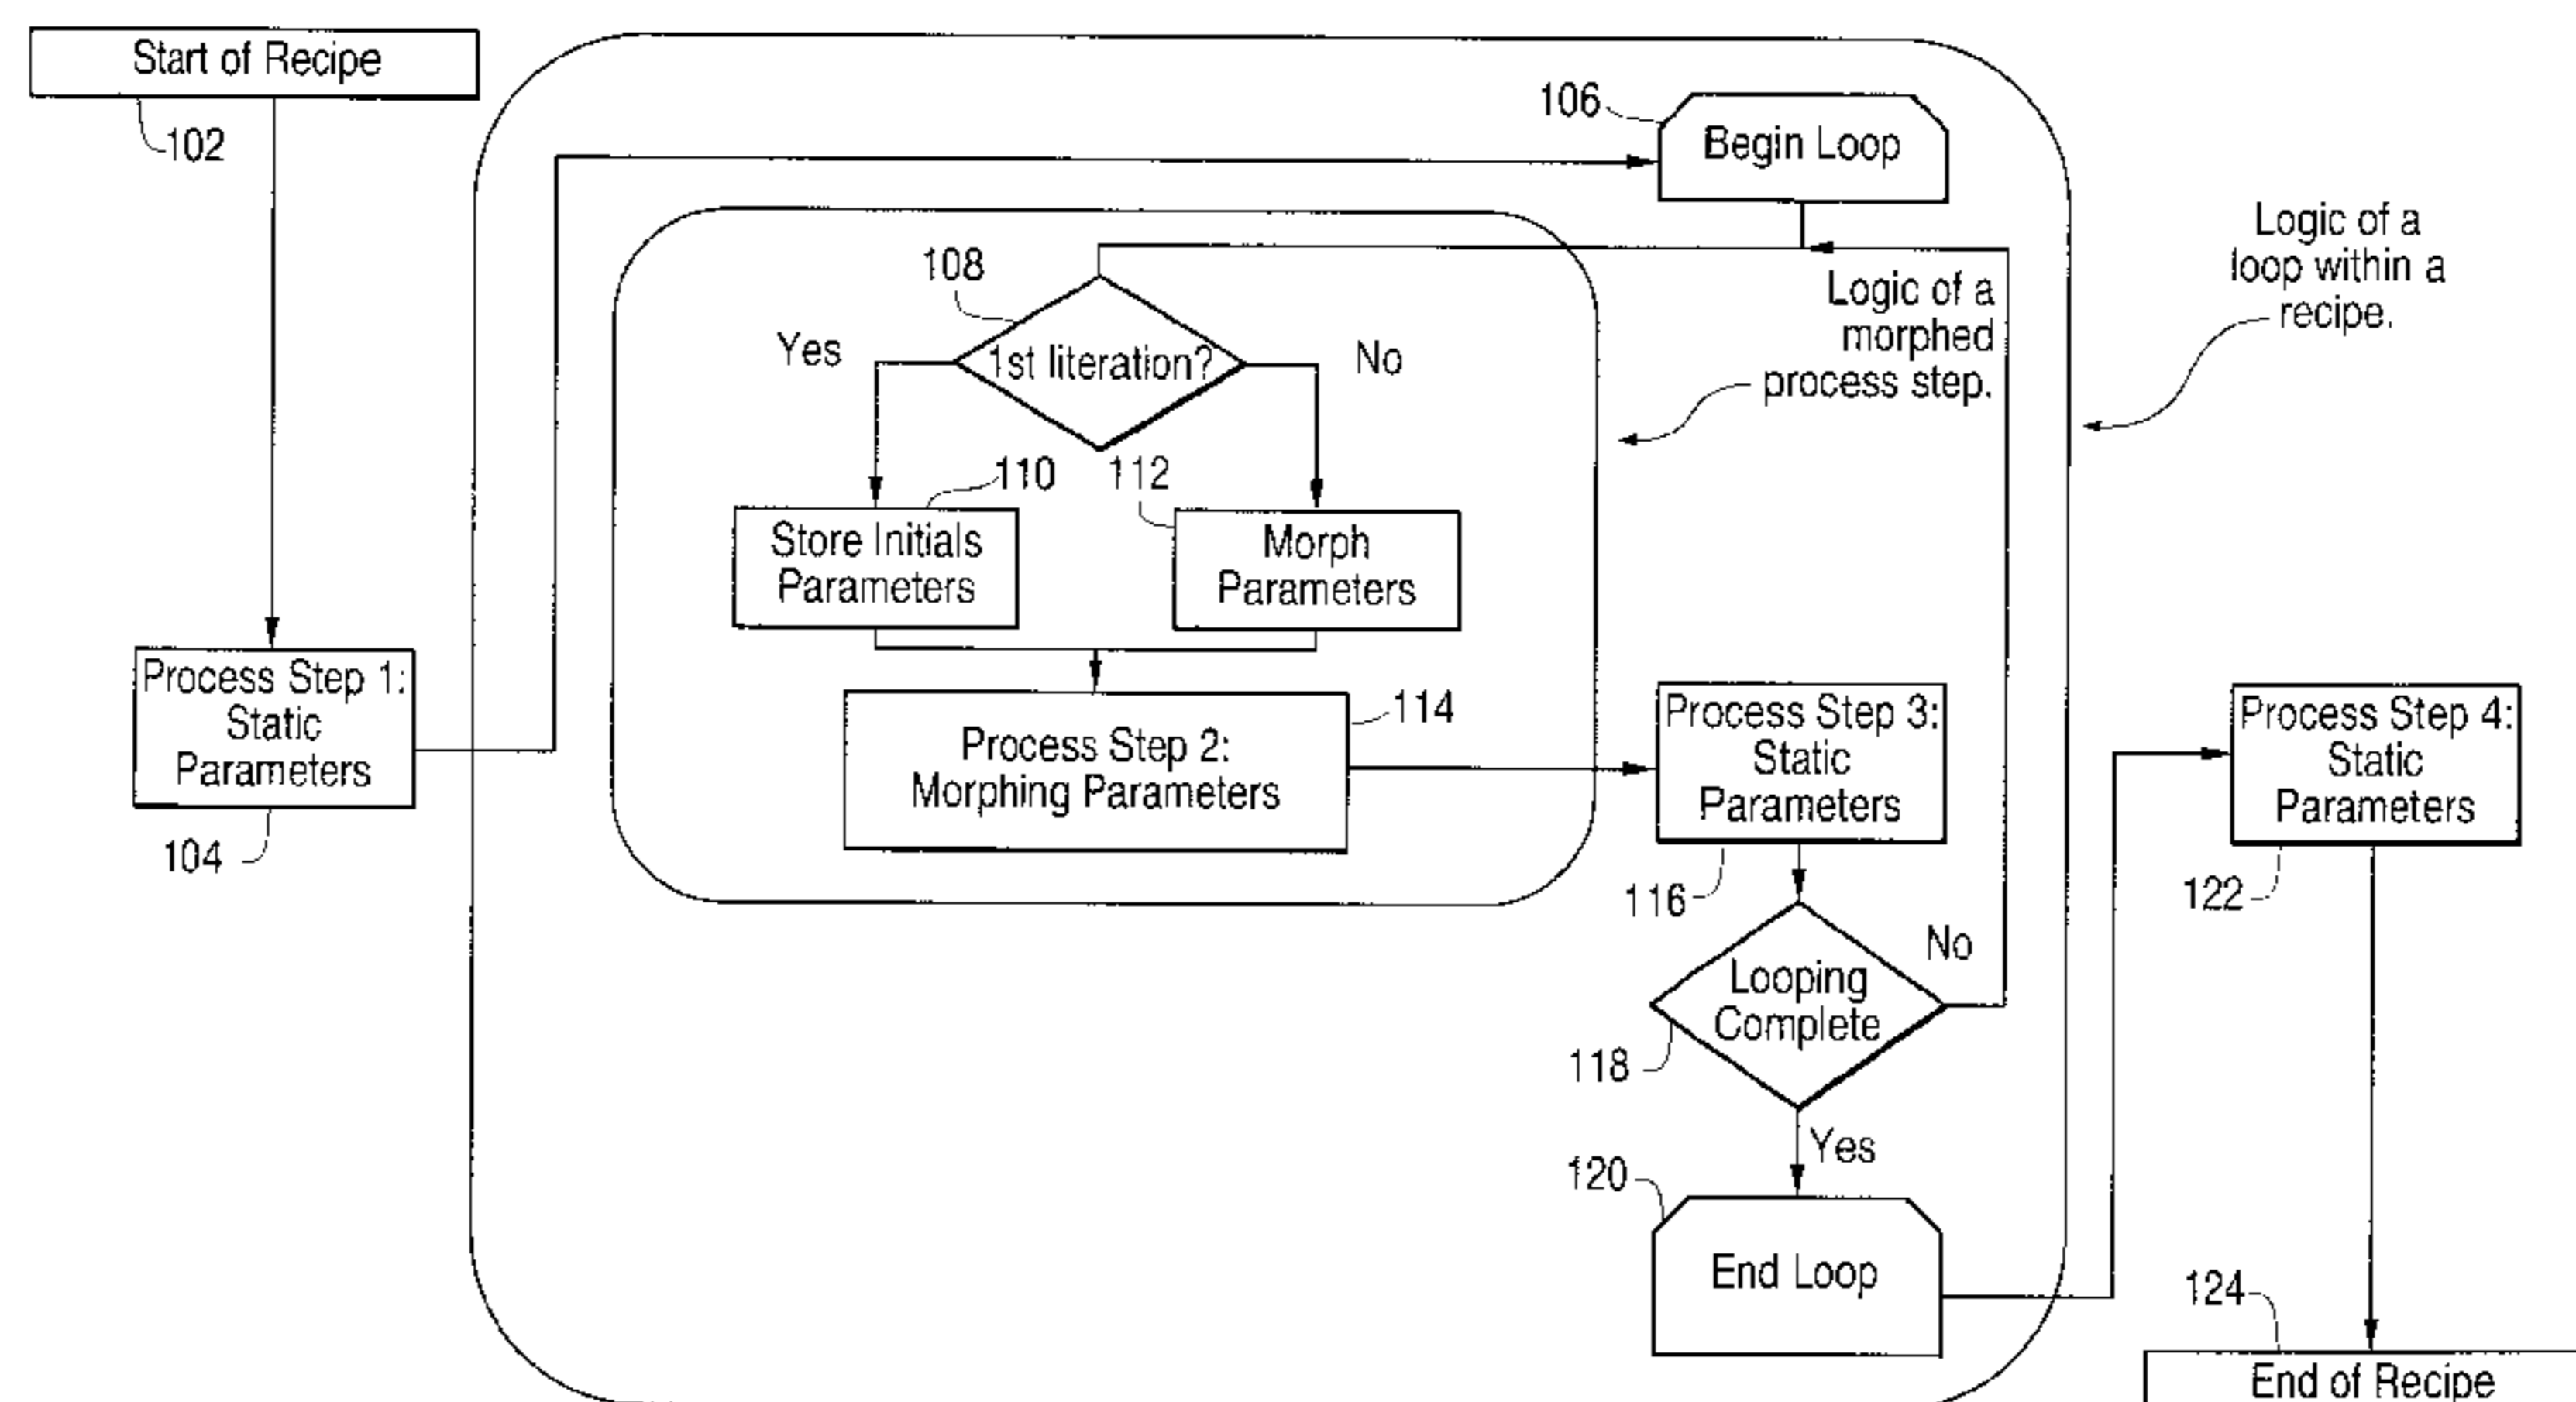 Start of Recipe
102
106
Begin Loop
Logic of a
loop within a
recipe.
108
Logic of a
morphed
process step.
Yes
1st literation?
No
110
112
Store Initials
Parameters
Morph
Parameters
Process Step 1:
Static
Parameters
104
114
Process Step 2:
Morphing Parameters
Process Step 3:
Static
Parameters
116
Process Step 4:
Static
Parameters
122
No
Looping
Complete
118
Yes
120
End Loop
124
End of Recipe